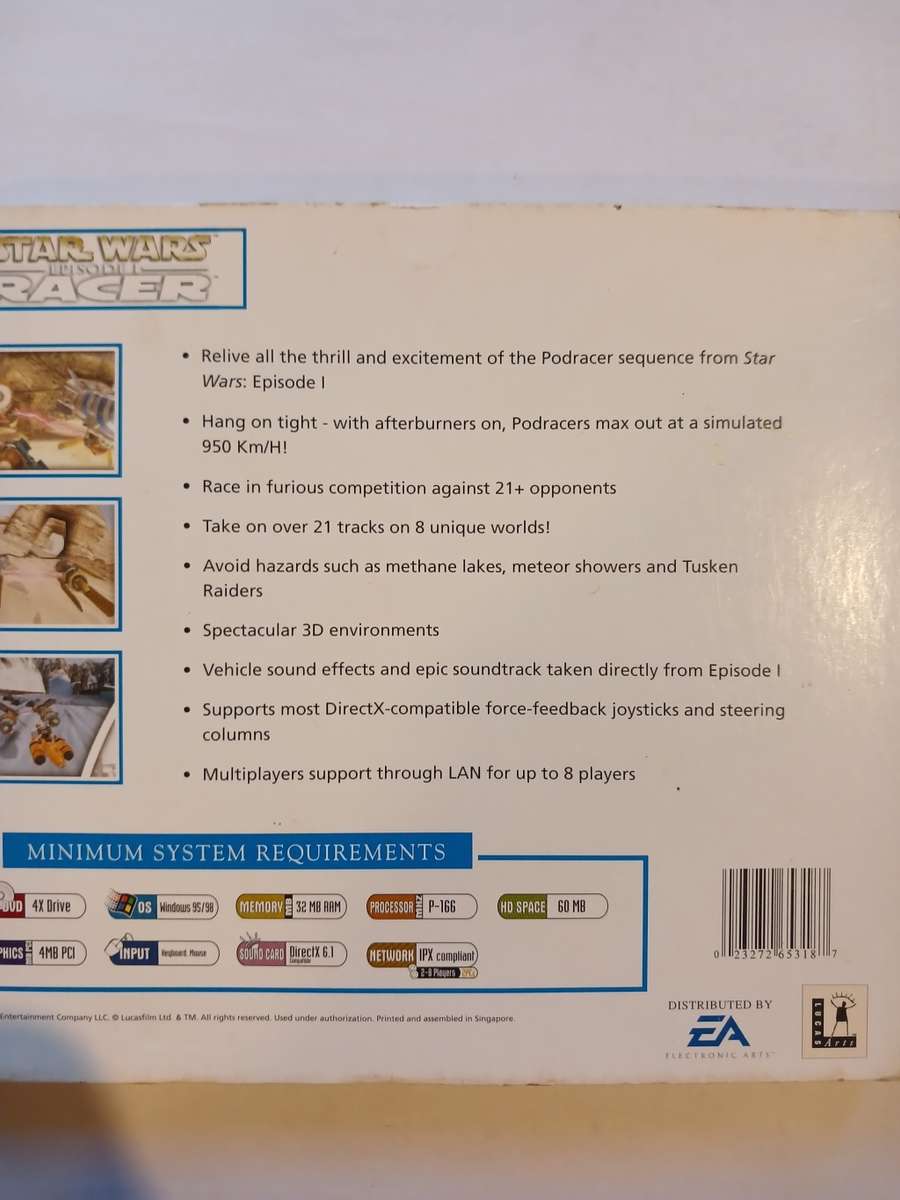 STAR WARS
EPISODE I
RACER
• Relive all the thrill and excitement of the Podracer sequence from Star
Wars: Episode I
• Hang on tight - with afterburners on, Podracers max out at a simulated
950 Km/H!
• Race in furious competition against 21+ opponents
• Take on over 21 tracks on 8 unique worlds!
• Avoid hazards such as methane lakes, meteor showers and Tusken
Raiders
• Spectacular 3D environments
• Vehicle sound effects and epic soundtrack taken directly from Episode I
• Supports most DirectX-compatible force-feedback joysticks and steering
columns
• Multiplayers support through LAN for up to 8 players
MINIMUM SYSTEM REQUIREMENTS
4X Drive OS Windows 95/98 MEMORY MB 32 MB RAM PROCESSOR MHZ P-166 HD SPACE 60 MB
PHICS 4MB PCI INPUT Keyboard, Mouse SOUND CARD DirectX 6.1 Compatible NETWORK IPX compliant
2-8 Players
0 23272 65318 7
Entertainment Company LLC. © Lucasfilm Ltd. & TM. All rights reserved. Used under authorization. Printed and assembled in Singapore.
DISTRIBUTED BY
EA
ELECTRONIC ARTS™
LUCAS
Arts